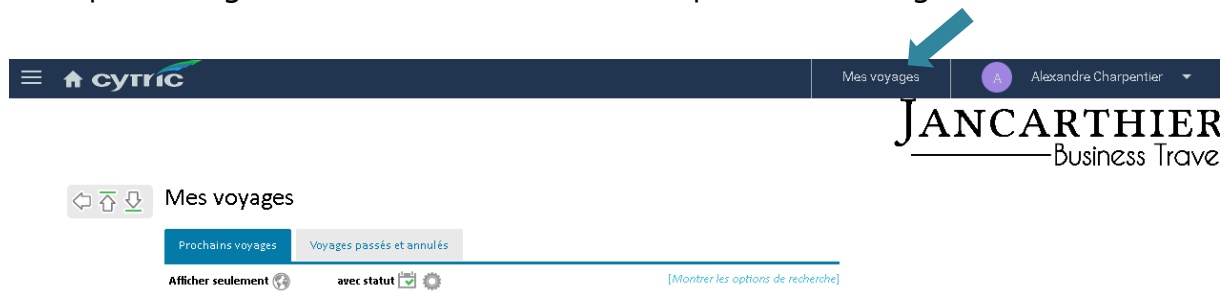 cytric Mes voyages A Alexandre Charpentier
JANCARTHIER
Business Trave
Mes voyages
Prochains voyages Voyages passés et annulés
Afficher seulement avec statut [Montrer les options de recherche]